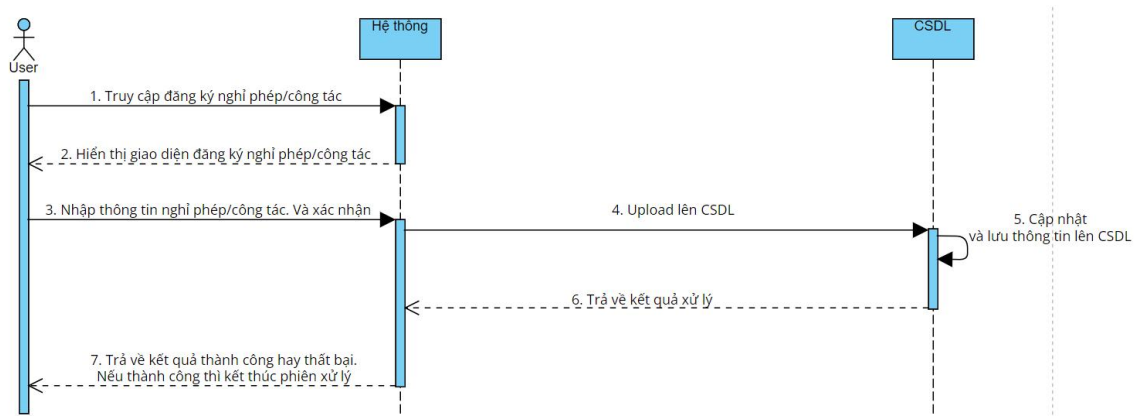 Hệ thông
CSDL
User
1. Truy cập đăng ký nghỉ phép/công tác
2. Hiển thị giao diện đăng ký nghỉ phép/công tác
3. Nhập thông tin nghỉ phép/công tác. Và xác nhận
4. Upload lên CSDL
5. Cập nhật
và lưu thông tin lên CSDL
6. Trả về kết quả xử lý
7. Trả về kết quả thành công hay thất bại.
Nếu thành công thì kết thúc phiên xử lý